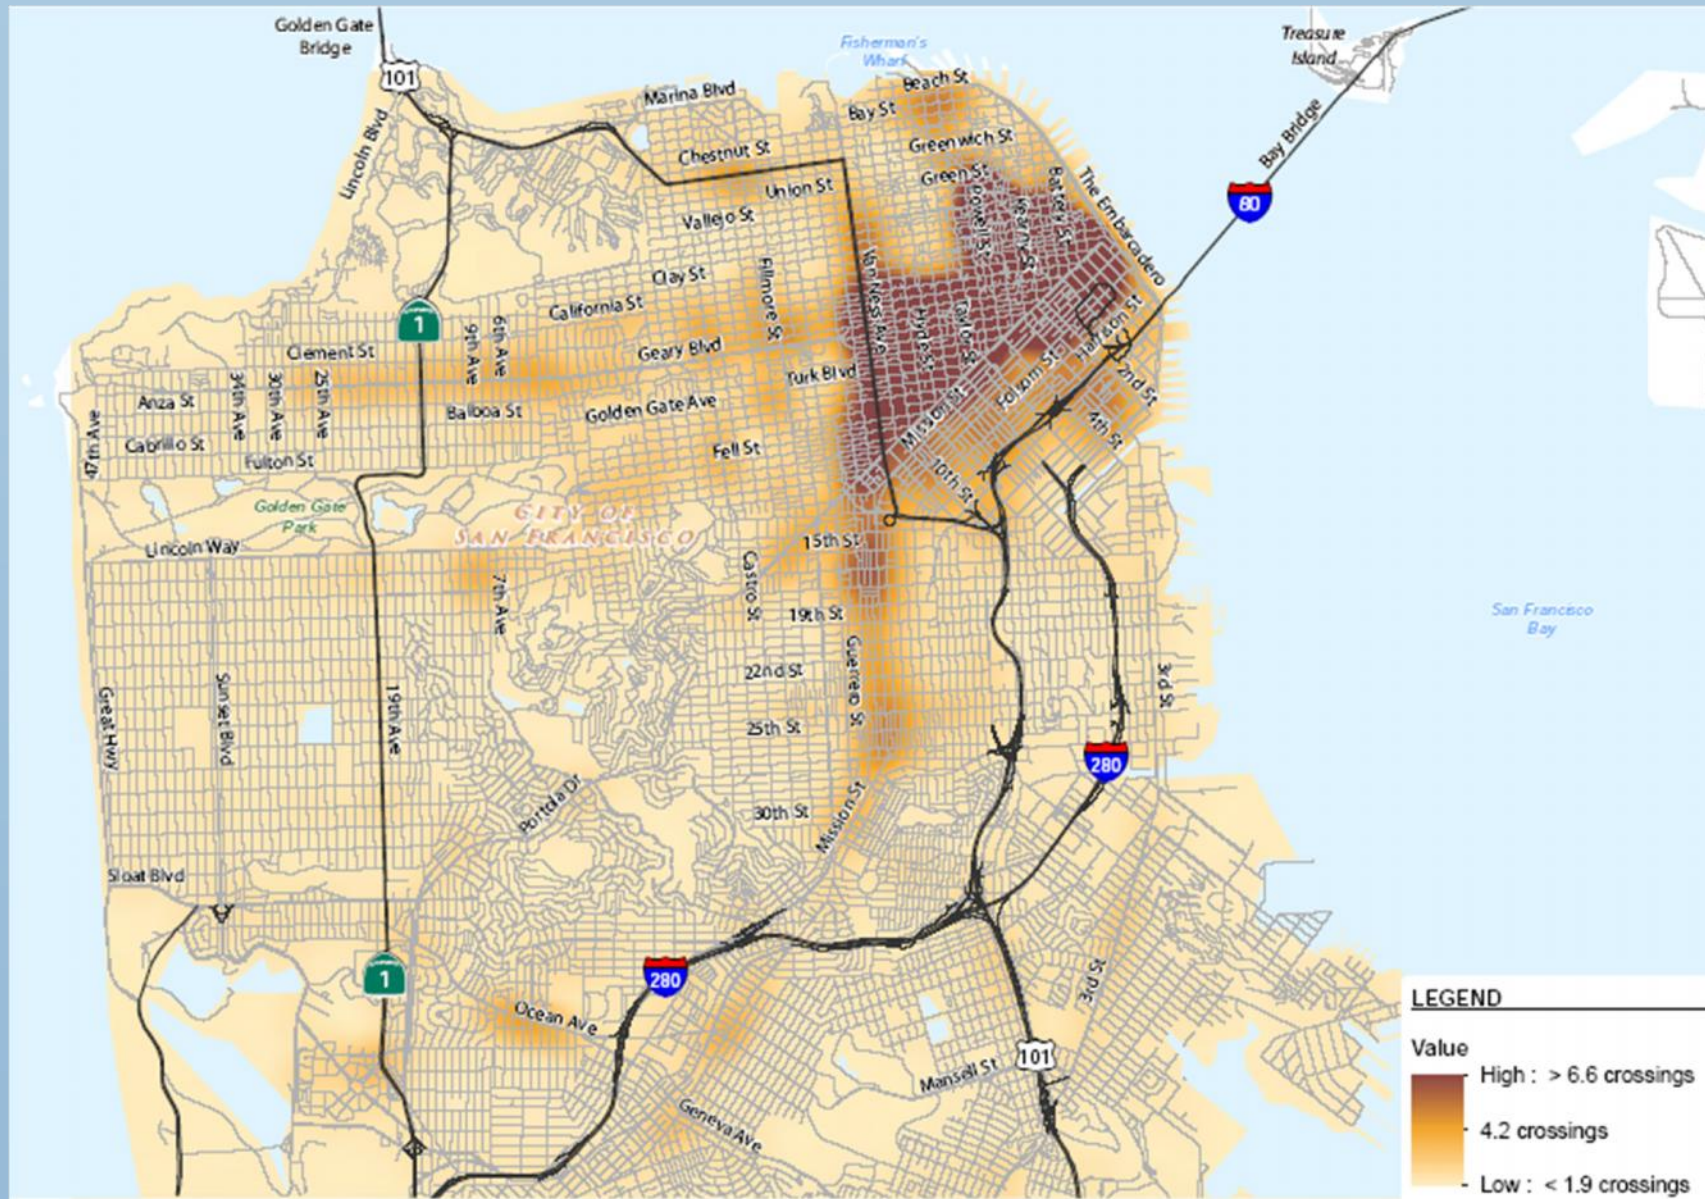 Golden Gate
Bridge
101
Fisherman's
Wharf
Treasure
Island
Beach St
Marina Blvd
Bay St
Lincoln Blvd
Chestnut St
Greenwich St
Bay Bridge
Green St
Union St
Powell St
Kearny St
Battery St
The Embarcadero
80
Vallejo St
Clay St
Fillmore St
Van Ness Ave
California St
1
6th Ave
9th Ave
Hyde St
Taylor St
Harrison St
Clement St
Geary Blvd
Turk Blvd
Folsom St
2nd St
34th Ave
30th Ave
25th Ave
Anza St
Balboa St
Golden Gate Ave
Mission St
4th St
47th Ave
Cabrillo St
Fulton St
Fell St
10th St
Golden Gate
Park
CITY OF
SAN FRANCISCO
Lincoln Way
15th St
Castro St
7th Ave
19th St
San Francisco
Bay
Guerrero St
22nd St
3rd St
Great Hwy
Sunset Blvd
19th Ave
25th St
280
Portola Dr
30th St
Mission St
Sloat Blvd
1
280
3rd St
Ocean Ave
101
Mansell St
Geneva Ave
LEGEND
Value
High : > 6.6 crossings
4.2 crossings
Low : < 1.9 crossings